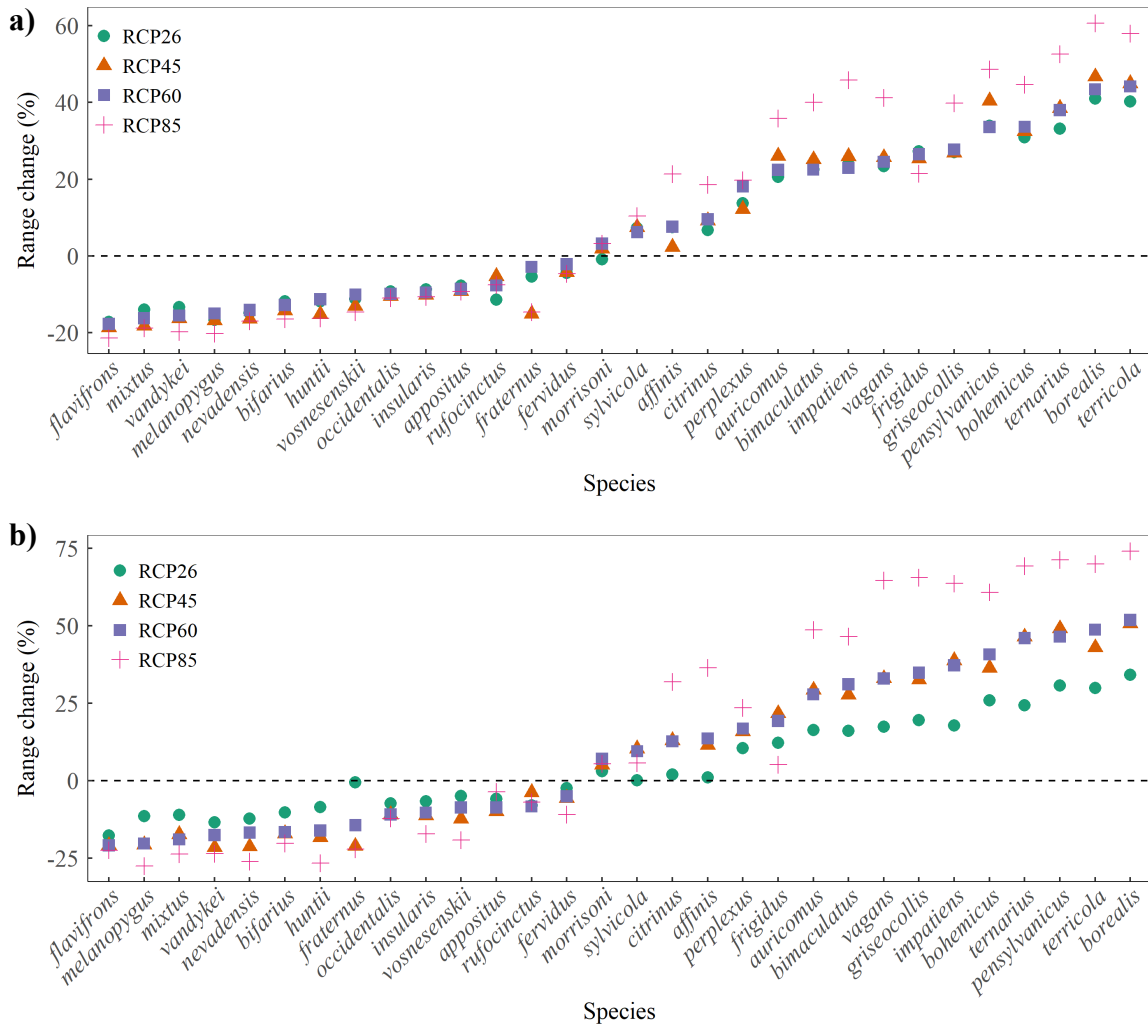 a)
RCP26
RCP45
RCP60
RCP85
Range change (%)
60
40
20
0
-20
flavifrons
mixtus
vandykei
melanopygus
nevadensis
bifarius
huntii
vosnesenskii
occidentalis
insularis
appositus
rufocinctus
fraternus
fervidus
morrisoni
sylvicola
affinis
citrinus
perplexus
auricomus
bimaculatus
impatiens
vagans
frigidus
griseocollis
pensylvanicus
bohemicus
ternarius
borealis
terricola
Species
b)
RCP26
RCP45
RCP60
RCP85
Range change (%)
75
50
25
0
-25
flavifrons
melanopygus
mixtus
vandykei
nevadensis
bifarius
huntii
fraternus
occidentalis
insularis
vosnesenskii
appositus
rufocinctus
fervidus
morrisoni
sylvicola
citrinus
affinis
perplexus
frigidus
auricomus
bimaculatus
vagans
griseocollis
impatiens
bohemicus
ternarius
pensylvanicus
terricola
borealis
Species